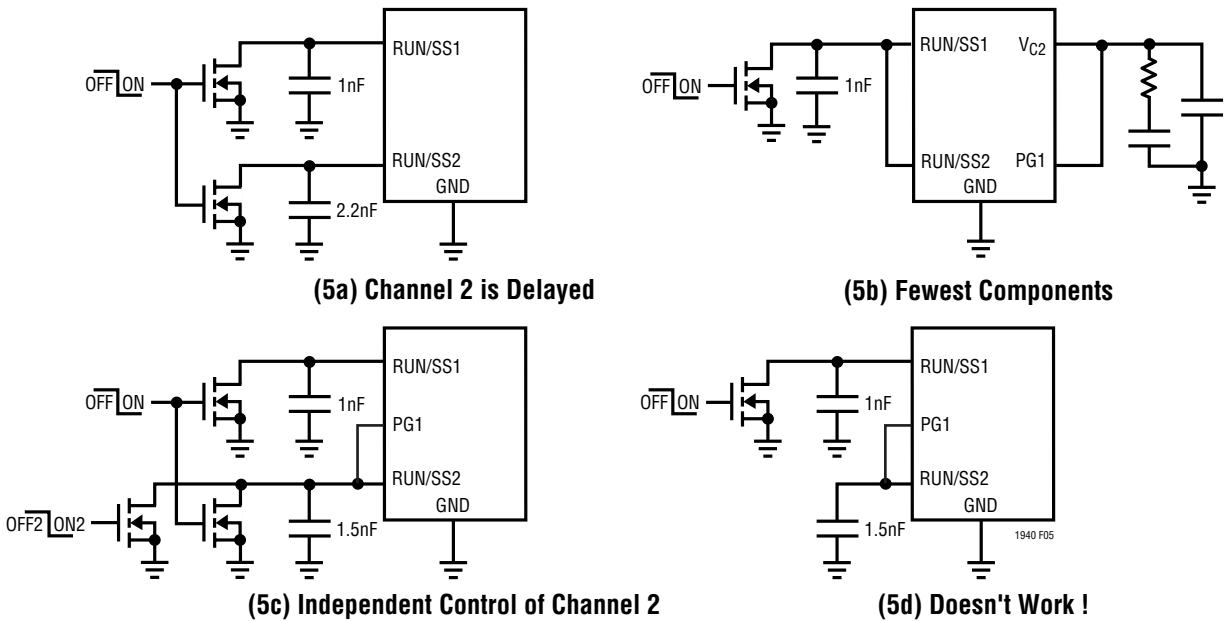 RUN/SS1
OFF ON
1nF
RUN/SS2
GND
2.2nF
(5a) Channel 2 is Delayed
RUN/SS1
VC2
OFF ON
1nF
RUN/SS2
PG1
GND
(5b) Fewest Components
RUN/SS1
OFF ON
1nF
PG1
RUN/SS2
GND
OFF2 ON2
1.5nF
(5c) Independent Control of Channel 2
RUN/SS1
OFF ON
1nF
PG1
RUN/SS2
GND
1.5nF
1940 F05
(5d) Doesn't Work !